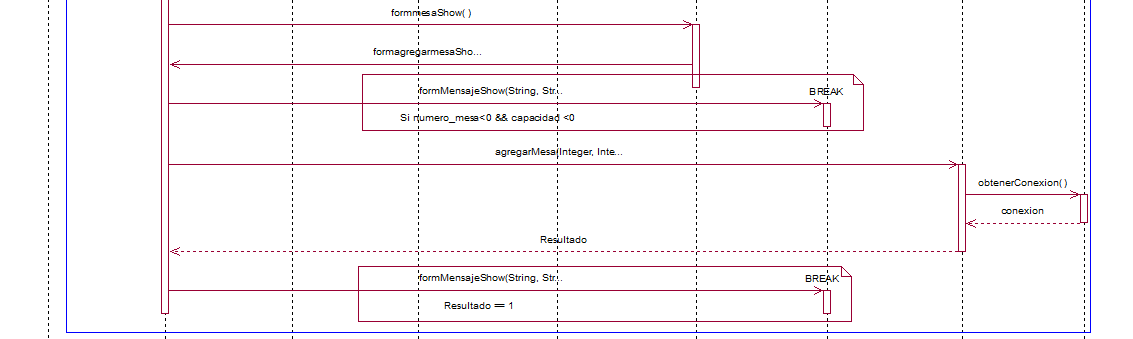 formmesaShow( )
formagregarmesaSho...
formMensajeShow(String, Str...
BREAK
Si numero_mesa<0 && capacidad <0
agregarMesa(Integer, Inte...
obtenerConexion( )
conexion
Resultado
formMensajeShow(String, Str...
BREAK
Resultado == 1